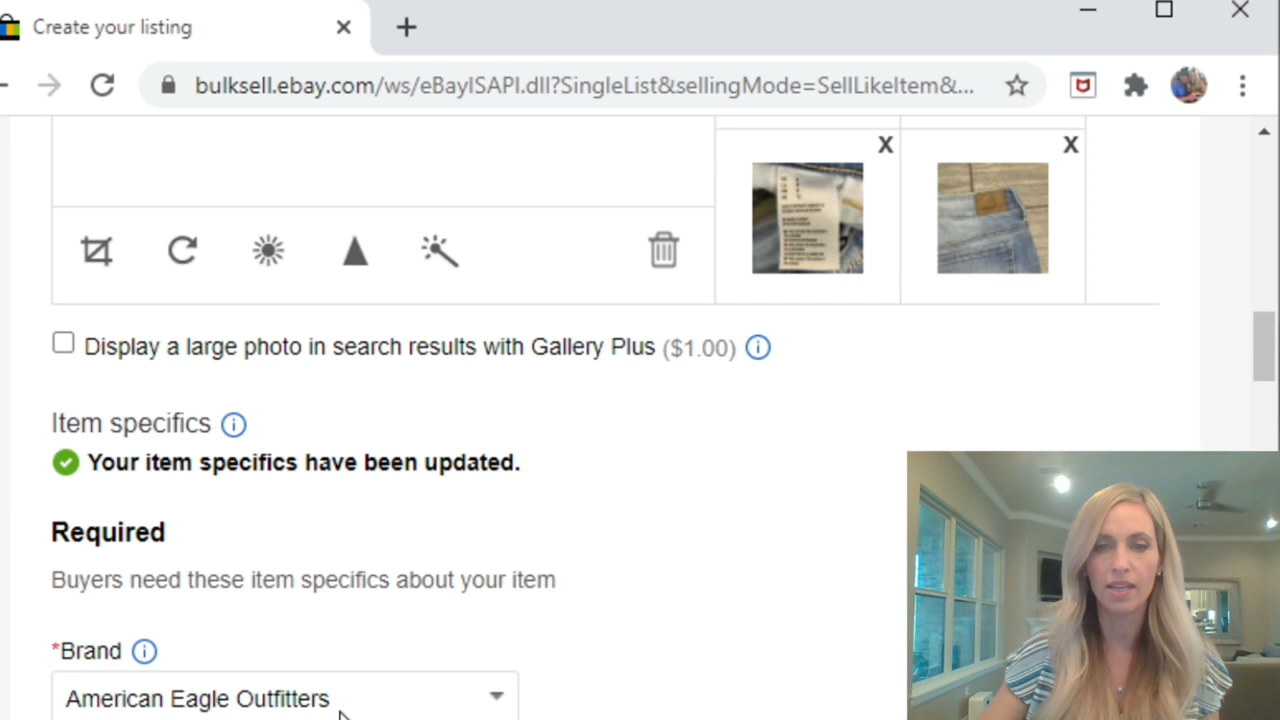 Create your listing
bulksell.ebay.com/ws/eBayISAPI.dll?SingleList&sellingMode=SellLikeItem&...
X X
Display a large photo in search results with Gallery Plus ($1.00)
Item specifics
Your item specifics have been updated.
Required
Buyers need these item specifics about your item
*Brand
American Eagle Outfitters